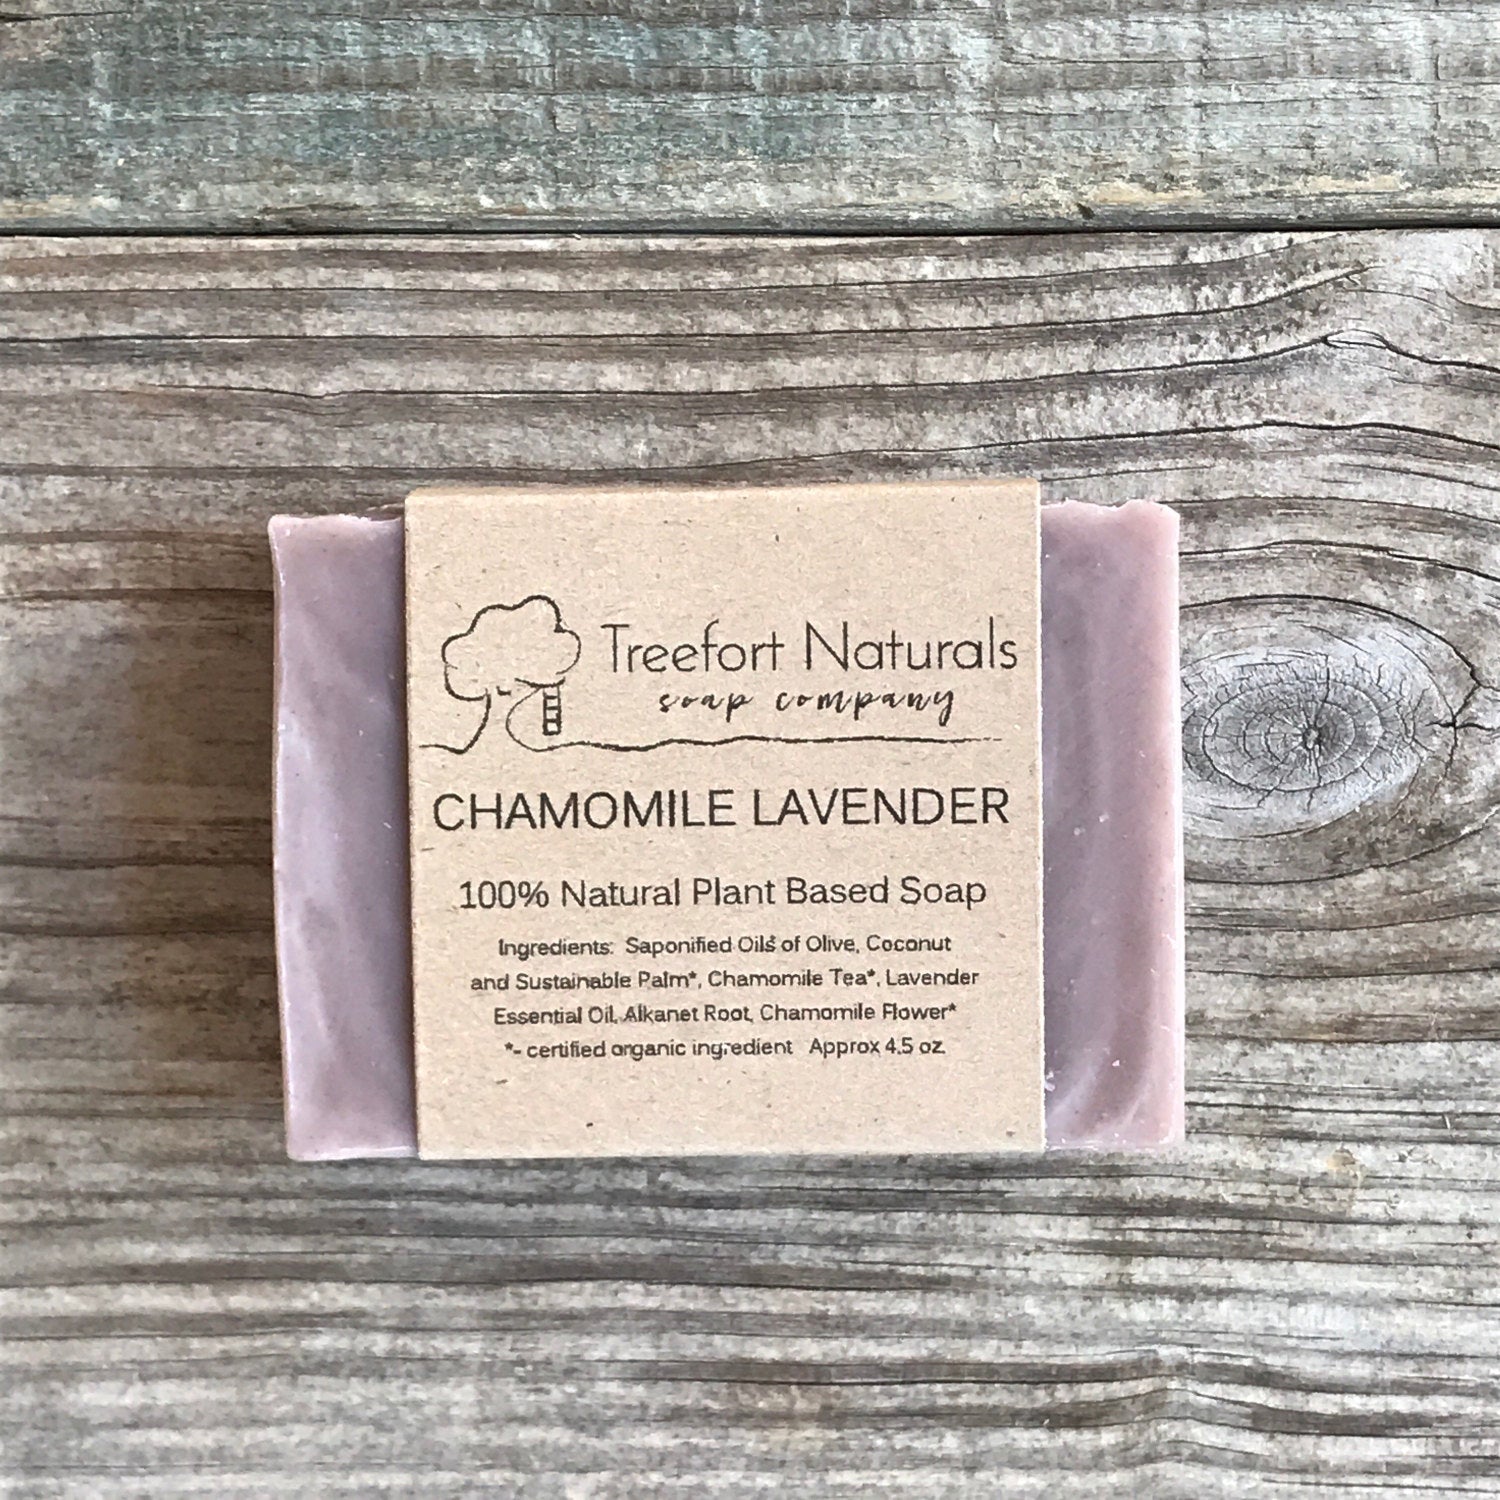 Treefort Naturals
soap company
CHAMOMILE LAVENDER
100% Natural Plant Based Soap
Ingredients: Saponified Oils* of Olive, Coconut
and Sustainable Palm*, Chamomile Tea*, Lavender
Essential Oil, Alkanet Root, Chamomile Flower*
*- certified organic ingredient Approx 4.5 oz.